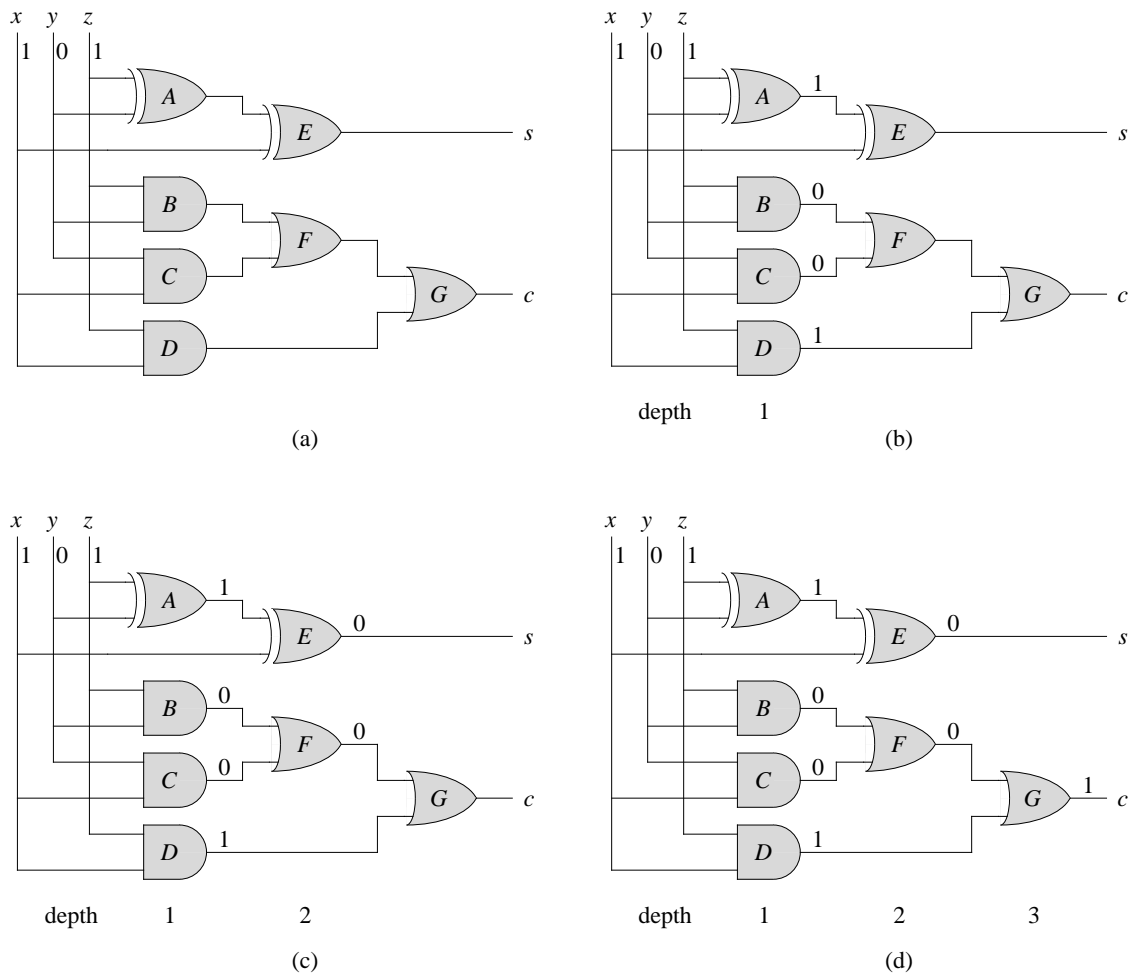 x y z
1 0 1
A
E
s
B
F
C
G
c
D
(a)
x y z
1 0 1
A 1
E
s
B 0
F
C 0
G
c
D 1
depth 1
(b)
x y z
1 0 1
A 1
E 0
s
B 0
F 0
C 0
G
c
D 1
depth 1 2
(c)
x y z
1 0 1
A 1
E 0
s
B 0
F 0
C 0
G 1
c
D 1
depth 1 2 3
(d)